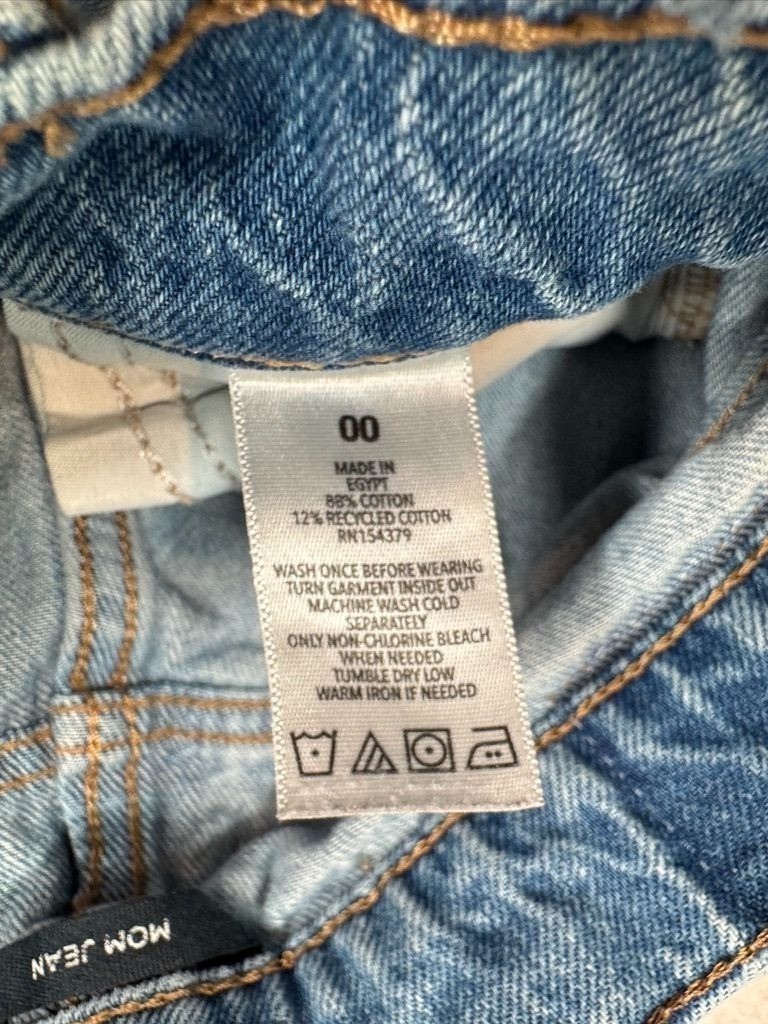 00
MADE IN
EGYPT
88% COTTON
12% RECYCLED COTTON
RN154379
WASH ONCE BEFORE WEARING
TURN GARMENT INSIDE OUT
MACHINE WASH COLD
SEPARATELY
ONLY NON-CHLORINE BLEACH
WHEN NEEDED
TUMBLE DRY LOW
WARM IRON IF NEEDED
MOM JEAN